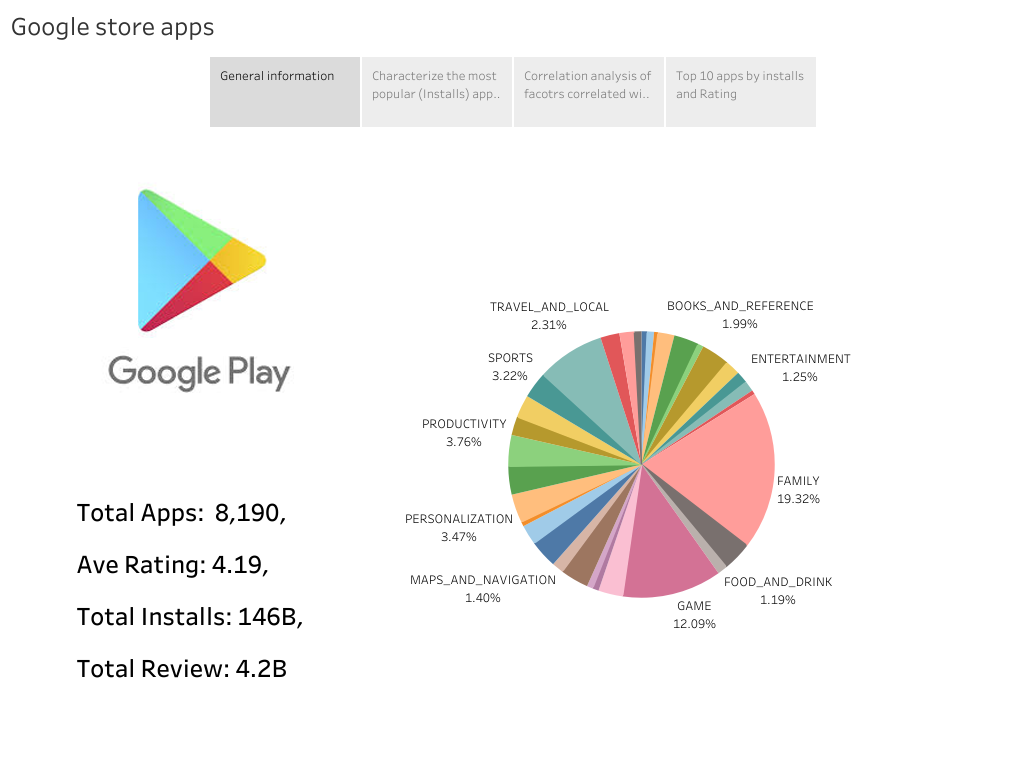 Google store apps
General information
Characterize the most
popular (Installs) app..
Correlation analysis of
facotrs correlated wi..
Top 10 apps by installs
and Rating
Google Play
Total Apps:  8,190,
Ave Rating: 4.19,
Total Installs: 146B,
Total Review: 4.2B
TRAVEL_AND_LOCAL
2.31%
BOOKS_AND_REFERENCE
1.99%
SPORTS
3.22%
ENTERTAINMENT
1.25%
PRODUCTIVITY
3.76%
FAMILY
19.32%
PERSONALIZATION
3.47%
MAPS_AND_NAVIGATION
1.40%
FOOD_AND_DRINK
1.19%
GAME
12.09%